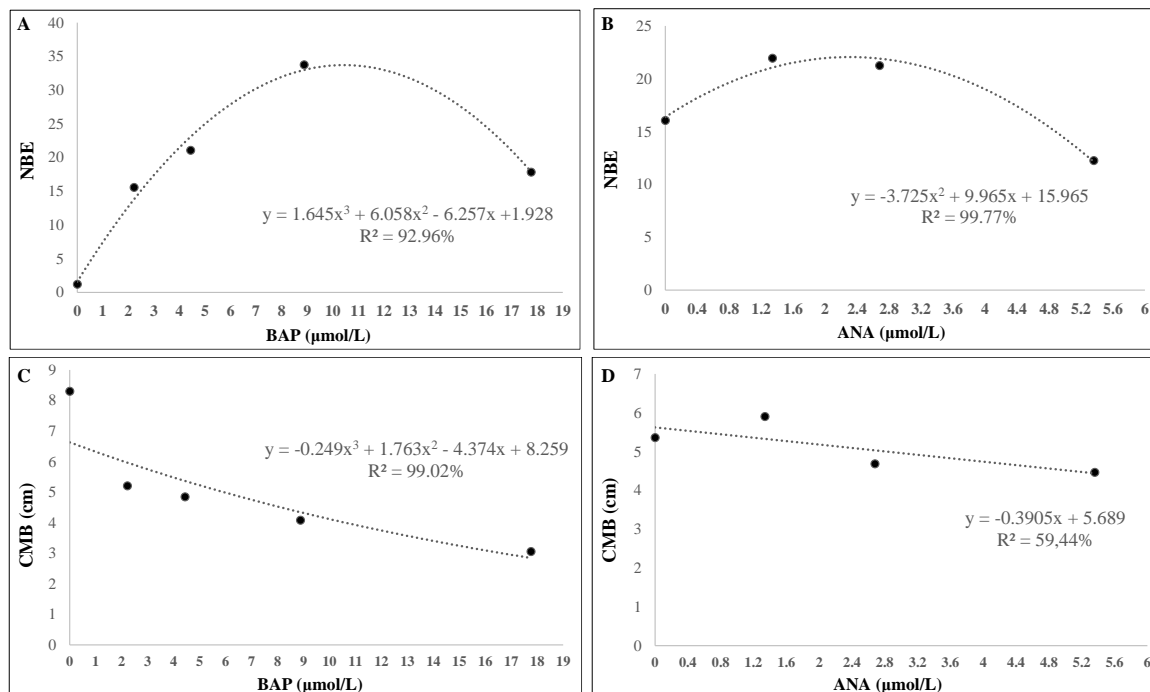 A
40
35
30
25
20
15
10
5
0
NBE
y = 1.645x³ + 6.058x² - 6.257x +1.928
R² = 92.96%
0 1 2 3 4 5 6 7 8 9 10 11 12 13 14 15 16 17 18 19
BAP (µmol/L)
B
25
20
15
10
5
0
NBE
y = -3.725x² + 9.965x + 15.965
R² = 99.77%
0 0.4 0.8 1.2 1.6 2 2.4 2.8 3.2 3.6 4 4.4 4.8 5.2 5.6 6
ANA (µmol/L)
C
9
8
7
6
5
4
3
2
1
0
CMB (cm)
y = -0.249x³ + 1.763x² - 4.374x + 8.259
R² = 99.02%
0 1 2 3 4 5 6 7 8 9 10 11 12 13 14 15 16 17 18 19
BAP (µmol/L)
D
7
6
5
4
3
2
1
0
CMB (cm)
y = -0.3905x + 5.689
R² = 59,44%
0 0.4 0.8 1.2 1.6 2 2.4 2.8 3.2 3.6 4 4.4 4.8 5.2 5.6 6
ANA (µmol/L)